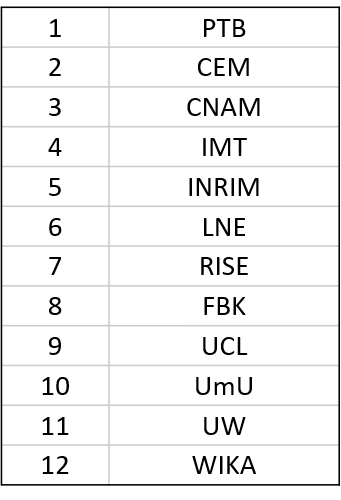 1 PTB
2 CEM
3 CNAM
4 IMT
5 INRIM
6 LNE
7 RISE
8 FBK
9 UCL
10 UmU
11 UW
12 WIKA